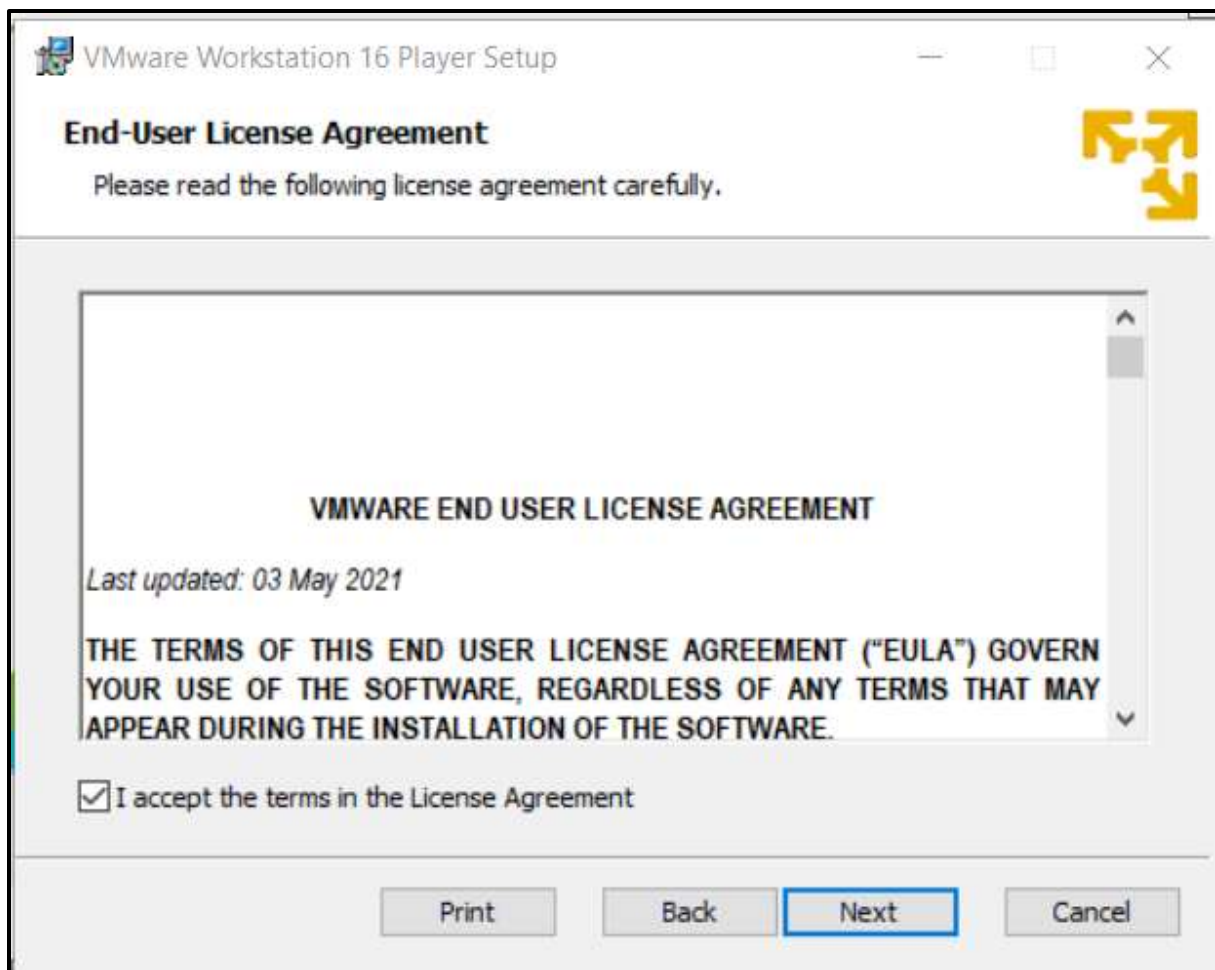 VMware Workstation 16 Player Setup
End-User License Agreement
Please read the following license agreement carefully.
VMWARE END USER LICENSE AGREEMENT
Last updated: 03 May 2021
THE TERMS OF THIS END USER LICENSE AGREEMENT (“EULA”) GOVERN
YOUR USE OF THE SOFTWARE, REGARDLESS OF ANY TERMS THAT MAY
APPEAR DURING THE INSTALLATION OF THE SOFTWARE.
I accept the terms in the License Agreement
Print Back Next Cancel